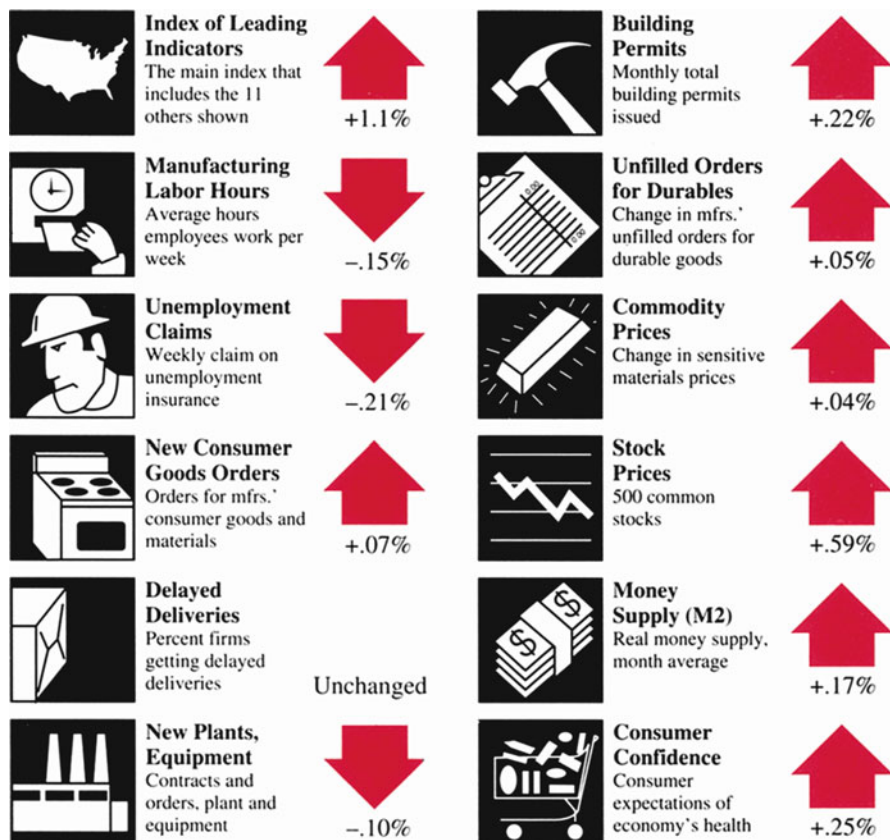 Index of Leading
Indicators
The main index that
includes the 11
others shown
+1.1%
Manufacturing
Labor Hours
Average hours
employees work per
week
–.15%
Unemployment
Claims
Weekly claim on
unemployment
insurance
–.21%
New Consumer
Goods Orders
Orders for mfrs.'
consumer goods and
materials
+.07%
Delayed
Deliveries
Percent firms
getting delayed
deliveries
Unchanged
New Plants,
Equipment
Contracts and
orders, plant and
equipment
–.10%
Building
Permits
Monthly total
building permits
issued
+.22%
Unfilled Orders
for Durables
Change in mfrs.'
unfilled orders for
durable goods
0.00
0.00
+.05%
Commodity
Prices
Change in sensitive
materials prices
+.04%
Stock
Prices
500 common
stocks
+.59%
$
$
Money
Supply (M2)
Real money supply,
month average
+.17%
Consumer
Confidence
Consumer
expectations of
economy's health
+.25%